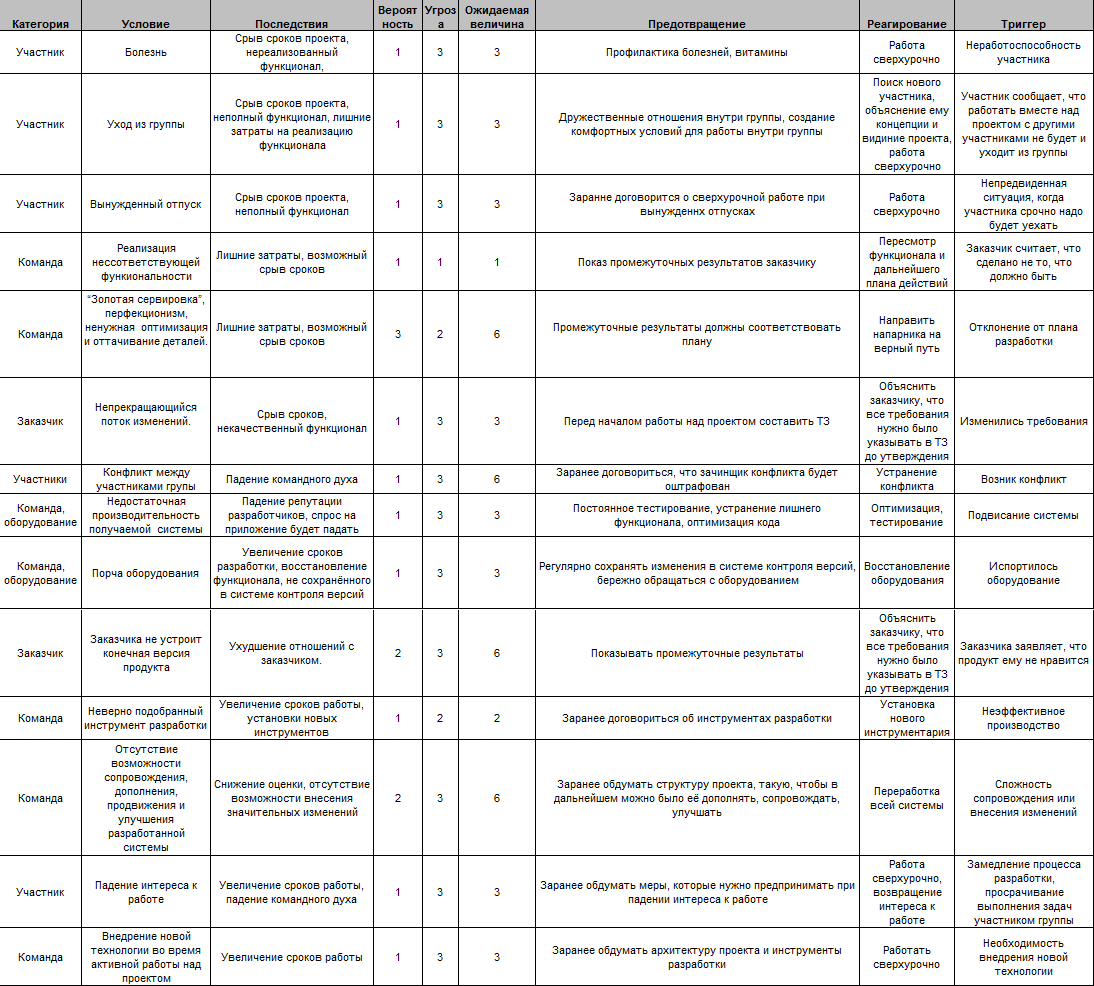 Категория
Условие
Последствия
Вероят
ность
Угроз
а
Ожидаемая
величина
Предотвращение
Реагирование
Триггер
Участник
Болезнь
Срыв сроков проекта,
нереализованный
функционал,
1
3
3
Профилактика болезней, витамины
Работа
сверхурочно
Неработоспособность
участника
Участник
Уход из группы
Срыв сроков проекта,
неполный функционал, лишние
затраты на реализацию
функционала
1
3
3
Дружественные отношения внутри группы, создание
комфортных условий для работы внутри группы
Поиск нового
участника,
объяснение ему
концепции и
видиние проекта,
работа
сверхурочно
Участник сообщает, что
работать вместе над
проектом с другими
участниками не будет и
уходит из группы
Участник
Вынужденный отпуск
Срыв сроков проекта,
неполный функционал
1
3
3
Заранне договорится о сверхурочной работе при
вынужденнх отпусках
Работа
сверхурочно
Непредвиденная
ситуация, когда
участника срочно надо
будет уехать
Команда
Реализация
нессответствующей
функиональности
Лишние затраты, возможный
срыв сроков
1
1
1
Показ промежуточных результатов заказчику
Пересмотр
функционала и
дальнейшего
плана действий
Заказчик считает, что
сделано не то, что
должно быть
Команда
“Золотая сервировка”,
перфекционизм,
ненужная оптимизация
и оттачивание деталей.
Лишние затраты, возможный
срыв сроков
3
2
6
Промежуточные результаты должны соответствовать
плану
Направить
напарника на
верный путь
Отклонение от плана
разработки
Заказчик
Непрекращающийся
поток изменений.
Срыв сроков,
некачественный функционал
1
3
3
Перед началом работы над проектом составить ТЗ
Объяснить
заказчику, что
все требования
нужно было
указывать в ТЗ
до утверждения
Изменились требования
Участники
Конфликт между
участниками групы
Падение командного духа
1
3
6
Заранее договориться, что зачинщик конфликта будет
оштрафован
Устранение
конфликта
Возник конфликт
Команда,
оборудование
Недостаточная
производительность
получаемой системы
Падение репутации
разработчиков, спрос на
приложение будет падать
1
3
3
Постоянное тестирование, устранение лишнего
функционала, оптимизация кода
Оптимизация,
тестирование
Подвисание системы
Команда,
оборудование
Порча оборудования
Увеличение сроков
разработки, восстановление
функционала, не сохранённого
в системе контроля версий
1
3
3
Регулярно сохранять изменения в системе контроля версий,
бережно обращаться с оборудованием
Восстановление
оборудования
Испортилось
оборудование
Заказчик
Заказчика не устроит
конечная версия
продукта
Ухудшение отношений с
заказчиком.
2
3
6
Показывать промежуточные результаты
Объяснить
заказчику, что
все требования
нужно было
указывать в ТЗ
до утверждения
Заказчика заявляет, что
продукт ему не нравится
Команда
Неверно подобранный
инструмент разработки
Увеличение сроков работы,
установки новых
инструментов
1
2
2
Заранее договориться об инструментах разработки
Установка
нового
инструментария
Неэффективное
производство
Команда
Отсутствие
возможности
сопровождения,
дополнения,
продвижения и
улучшения
разработанной
системы
Снижение оценки, отсутствие
возможности внесения
значительных изменений
2
3
6
Заранее обдумать структуру проекта, такую, чтобы в
дальнейшем можно было её дополнять, сопровождать,
улучшать
Переработка
всей системы
Сложность
сопровождения или
внесения изменений
Участник
Падение интереса к
работе
Увеличение сроков работы,
падение командного духа
1
3
3
Заранее обдумать меры, которые нужно предпринимать при
падении интереса к работе
Работа
сверхурочно,
возвращение
интереса к
работе
Замедление процесса
разработки,
просрачивание
выполнения задач
участником группы
Команда
Внедрение новой
технологии во время
активной работы над
проектом
Увеличение сроков работы
1
3
3
Заранее обдумать архитектуру проекта и инструменты
разработки
Работать
сверхурочно
Необходимость
внедрения новой
технологии